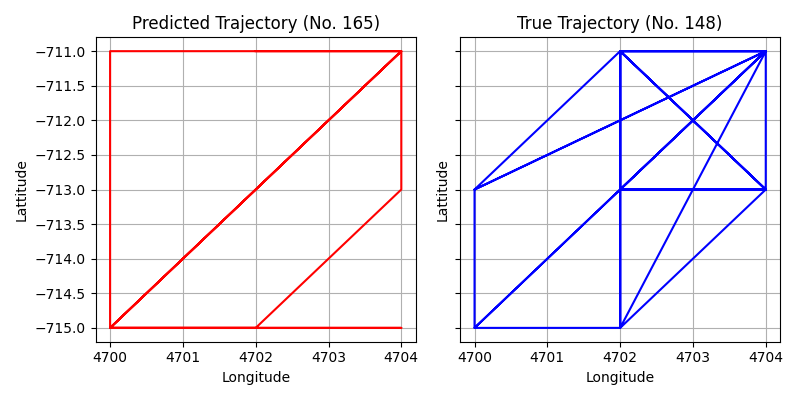 Predicted Trajectory (No. 165)
True Trajectory (No. 148)
−711.0
−711.5
−712.0
−712.5
−713.0
−713.5
−714.0
−714.5
−715.0
Lattitude
Lattitude
4700 4701 4702 4703 4704
4700 4701 4702 4703 4704
Longitude
Longitude